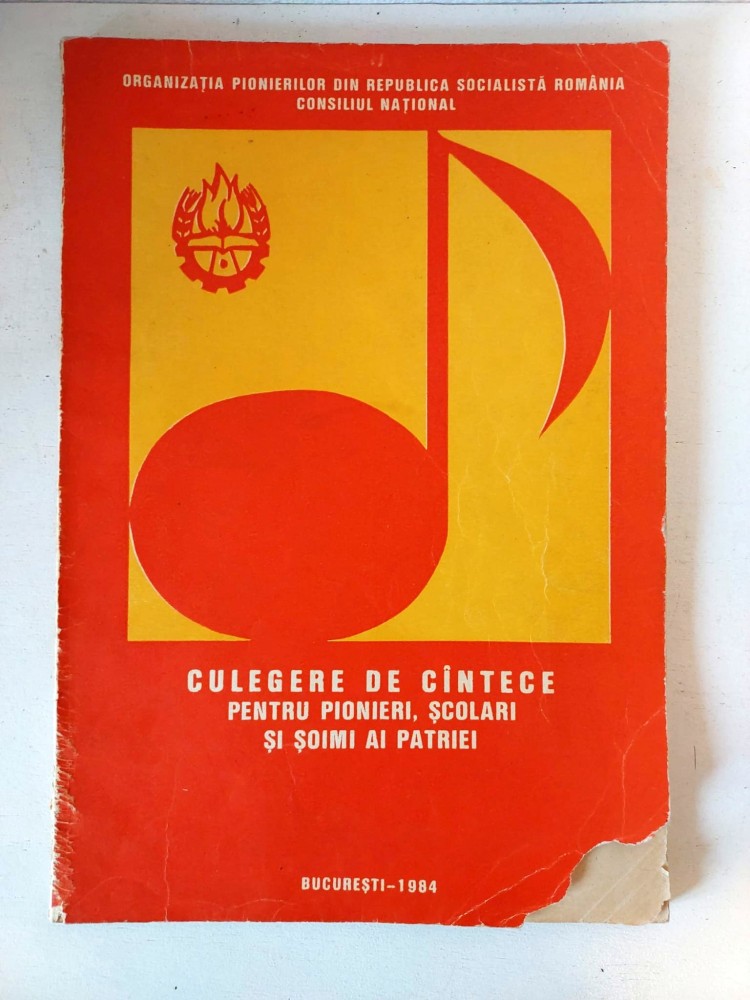 ORGANIZAȚIA PIONIERILOR DIN REPUBLICA SOCIALISTĂ ROMÂNIA
CONSILIUL NAȚIONAL
CULEGERE DE CÎNTECE
PENTRU PIONIERI, ȘCOLARI
ȘI ȘOIMI AI PATRIEI
BUCUREȘTI-1984